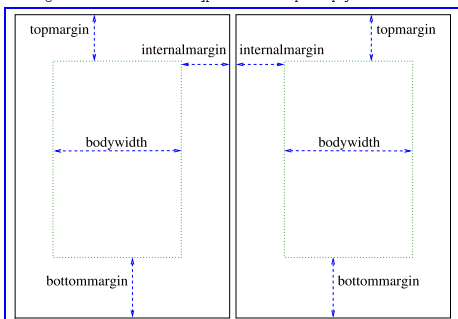 topmargin topmargin
internalmargin internalmargin
bodywidth bodywidth
bottommargin bottommargin